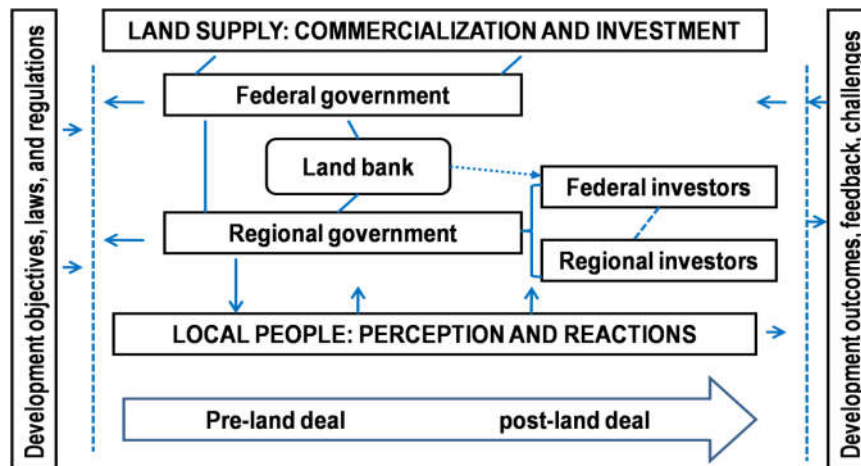 Development objectives, laws, and regulations
LAND SUPPLY: COMMERCIALIZATION AND INVESTMENT
Federal government
Land bank
Federal investors
Regional government
Regional investors
LOCAL PEOPLE: PERCEPTION AND REACTIONS
Pre-land deal post-land deal
Development outcomes, feedback, challenges